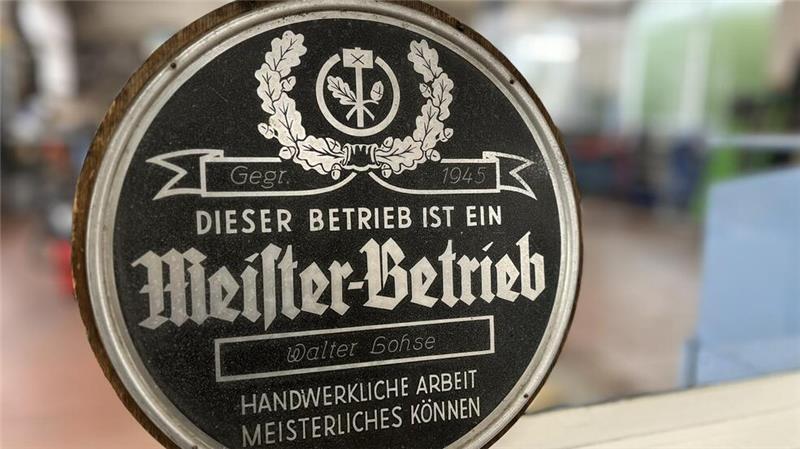 Gegr. 1945
DIESER BETRIEB IST EIN
Meiſter-Betrieb
Walter Lohse
HANDWERKLICHE ARBEIT
MEISTERLICHES KÖNNEN